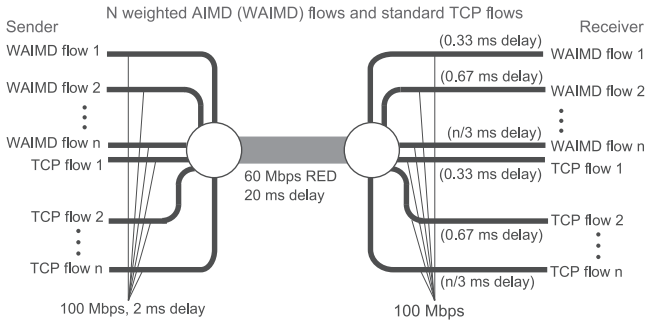 N weighted AIMD (WAIMD) flows and standard TCP flows
Sender
Receiver
WAIMD flow 1
(0.33 ms delay)
WAIMD flow 1
WAIMD flow 2
(0.67 ms delay)
WAIMD flow 2
WAIMD flow n
(n/3 ms delay)
WAIMD flow n
TCP flow 1
60 Mbps RED
20 ms delay
(0.33 ms delay)
TCP flow 1
TCP flow 2
(0.67 ms delay)
TCP flow 2
TCP flow n
(n/3 ms delay)
TCP flow n
100 Mbps, 2 ms delay
100 Mbps